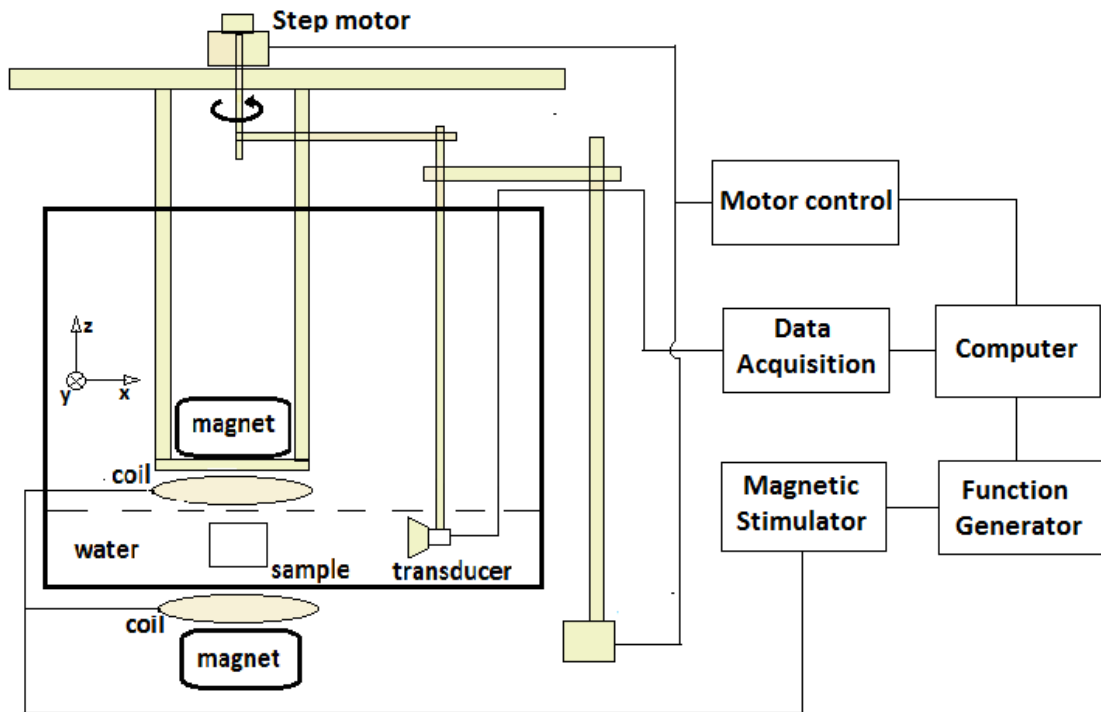 Step motor
Motor control
z
y
x
Data
Acquisition
Computer
magnet
coil
Magnetic
Stimulator
Function
Generator
water
sample
transducer
coil
magnet